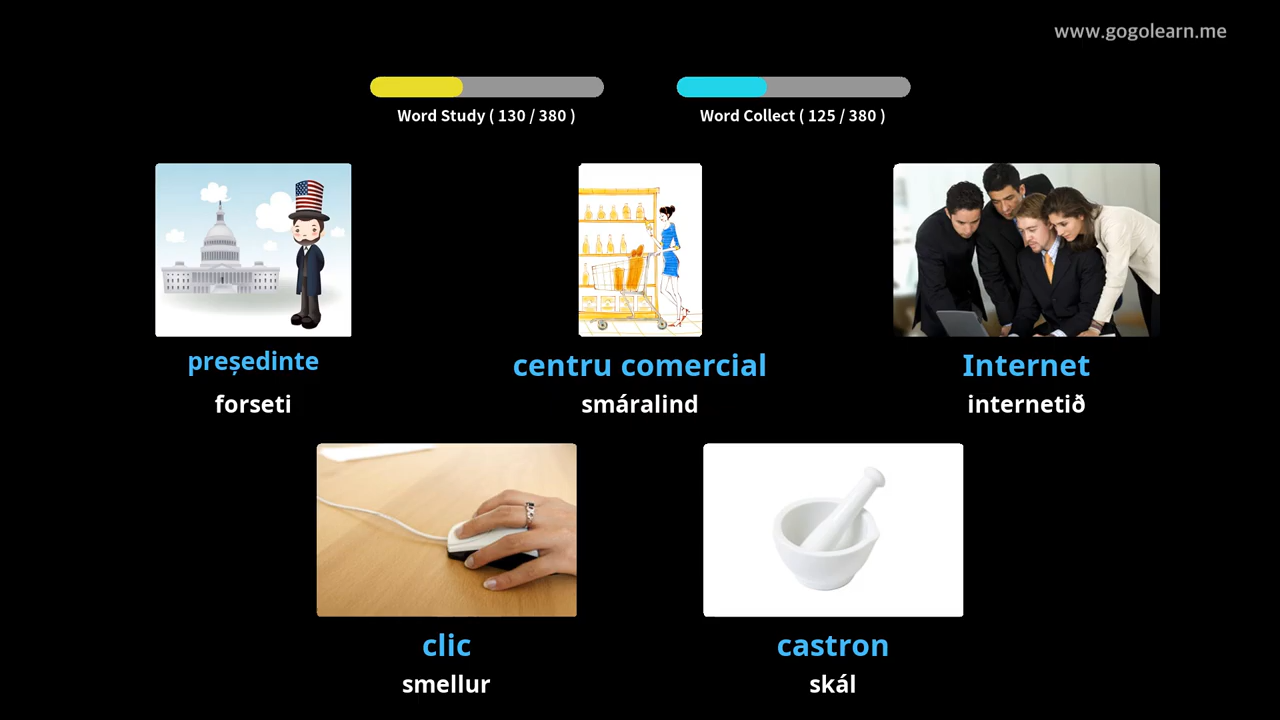 www.gogolearn.me
Word Study ( 130 / 380 )
Word Collect ( 125 / 380 )
președinte
forseti
centru comercial
smáralind
Internet
internetið
clic
smellur
castron
skál